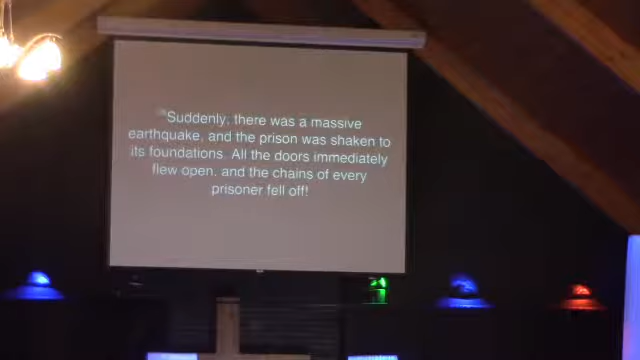 "Suddenly, there was a massive
earthquake, and the prison was shaken to
its foundations. All the doors immediately
flew open, and the chains of every
prisoner fell off!